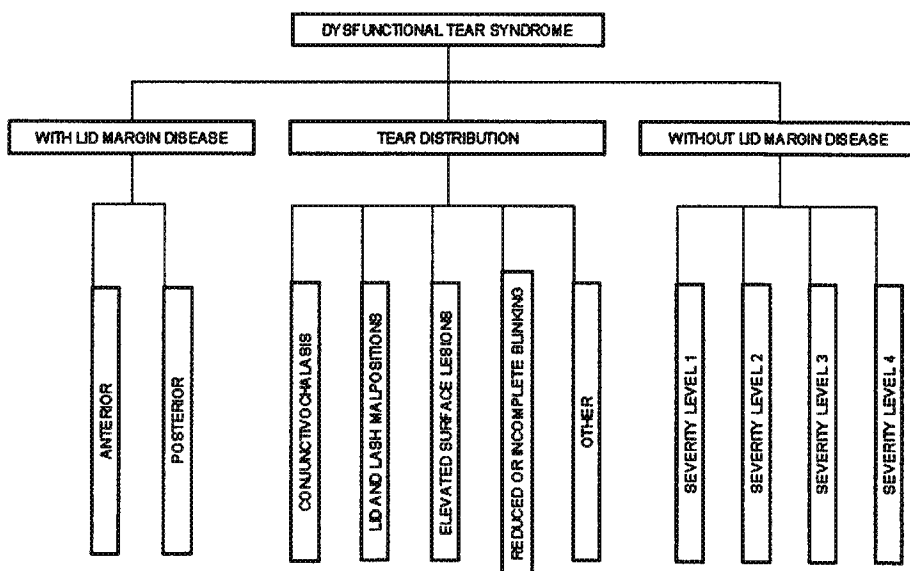 DYSFUNCTIONAL TEAR SYNDROME
WITH LID MARGIN DISEASE
TEAR DISTRIBUTION
WITHOUT LID MARGIN DISEASE
ANTERIOR
POSTERIOR
CONJUNCTIVOCHALASIS
LID AND LASH MALPOSITIONS
ELEVATED SURFACE LESIONS
REDUCED OR INCOMPLETE BLINKING
OTHER
SEVERITY LEVEL 1
SEVERITY LEVEL 2
SEVERITY LEVEL 3
SEVERITY LEVEL 4